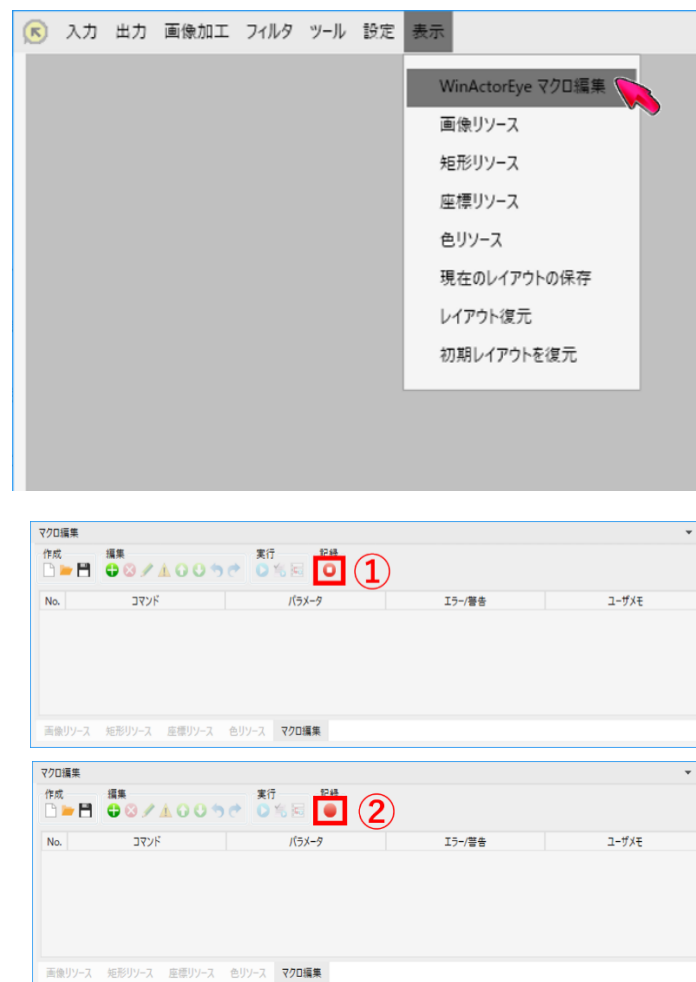 入力 出力 画像加工 フィルタ ツール 設定 表示
WinActorEye マクロ編集
画像リソース
矩形リソース
座標リソース
色リソース
現在のレイアウトの保存
レイアウト復元
初期レイアウトを復元
マクロ編集
作成 編集 実行 記録
①
No. コマンド パラメータ エラー/警告 ユーザメモ
画像リソース 矩形リソース 座標リソース 色リソース マクロ編集
マクロ編集
作成 編集 実行 記録
②
No. コマンド パラメータ エラー/警告 ユーザメモ
画像リソース 矩形リソース 座標リソース 色リソース マクロ編集